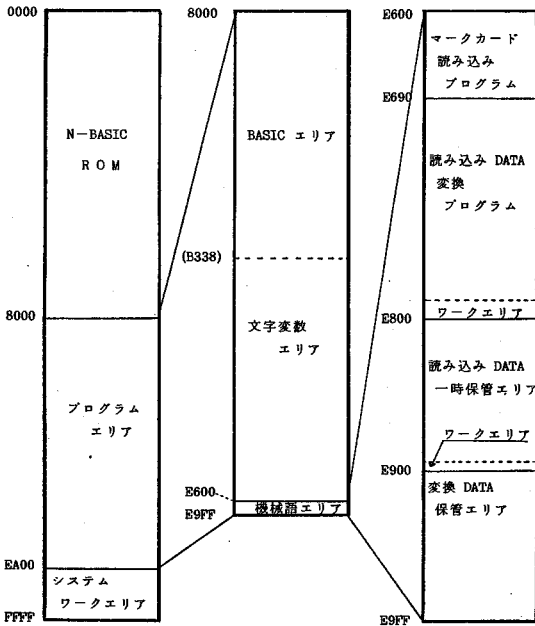 0000
N-BASIC
ROM
8000
プログラム
エリア
EA00
システム
ワークエリア
FFFF
8000
BASIC エリア
(B338)
文字変数
エリア
E600
機械語エリア
E9FF
E600
マークカード
読み込み
プログラム
E690
読み込み DATA
変換
プログラム
ワークエリア
E800
読み込み DATA
一時保管エリア
ワークエリア
E900
変換 DATA
保管エリア
E9FF